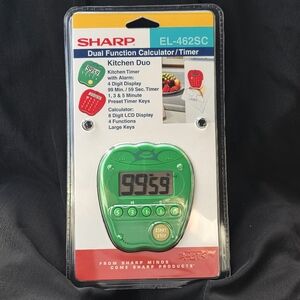 SHARP
EL-462SC
Dual Function Calculator/Timer
Kitchen Duo
Kitchen Timer
with Alarm:
4 Digit Display
99 Min. / 59 Sec. Timer
1, 3 & 5 Minute
Preset Timer Keys
Calculator:
8 Digit LCD Display
4 Functions
Large Keys
9959
FROM SHARP MINDS
COME SHARP PRODUCTS